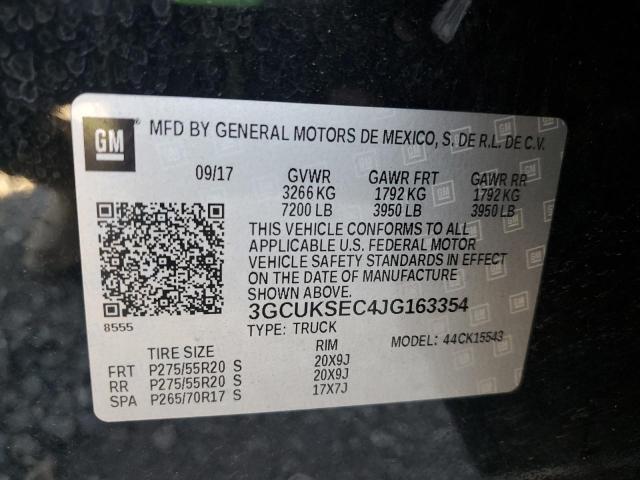 GM® MFD BY GENERAL MOTORS DE MEXICO, S. DE R.L. DE C.V.
09/17 GVWR GAWR FRT GAWR RR
3266 KG 1792 KG 1792 KG
7200 LB 3950 LB 3950 LB
THIS VEHICLE CONFORMS TO ALL
APPLICABLE U.S. FEDERAL MOTOR
VEHICLE SAFETY STANDARDS IN EFFECT
ON THE DATE OF MANUFACTURE
SHOWN ABOVE.
8555 3GCUKSEC4JG163354
TYPE: TRUCK MODEL: 44CK15543
TIRE SIZE RIM
FRT P275/55R20 S 20X9J
RR P275/55R20 S 20X9J
SPA P265/70R17 S 17X7J